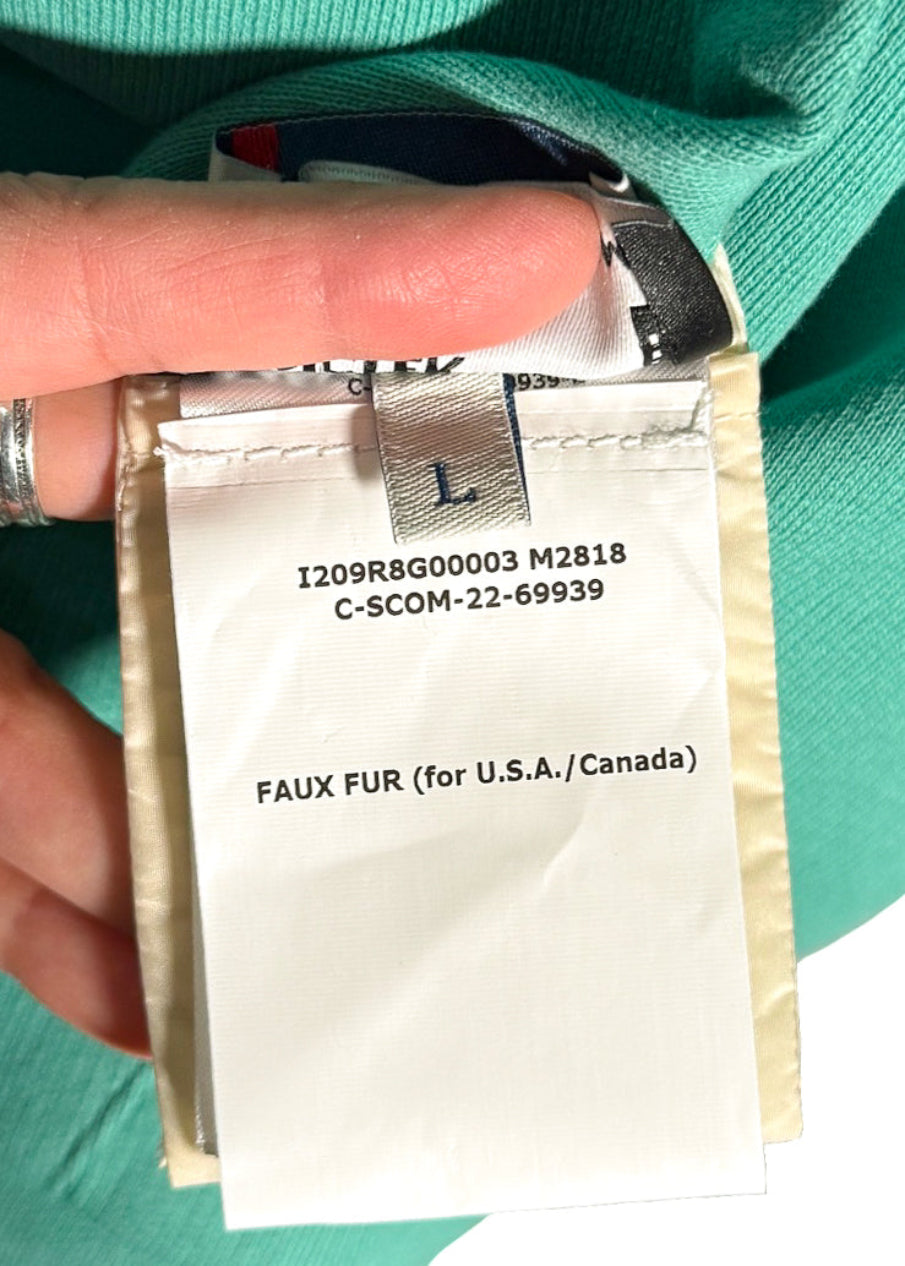 L
I209R8G00003 M2818
C-SCOM-22-69939
FAUX FUR (for U.S.A./Canada)